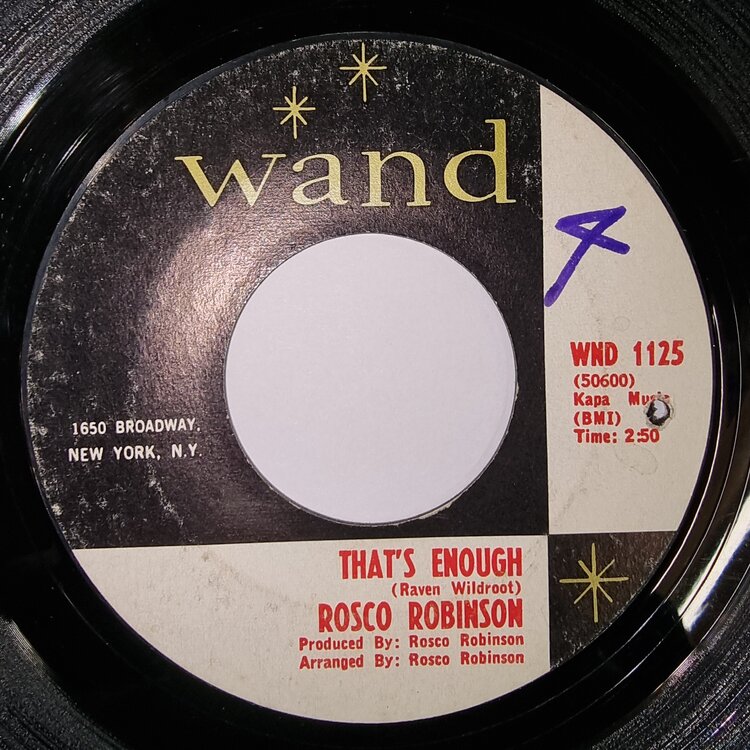 wand
4
WND 1125
(50600)
Kapa Music
(BMI)
Time: 2:50
1650 BROADWAY,
NEW YORK, N.Y.
THAT'S ENOUGH
(Raven Wildroot)
ROSCO ROBINSON
Produced By: Rosco Robinson
Arranged By: Rosco Robinson